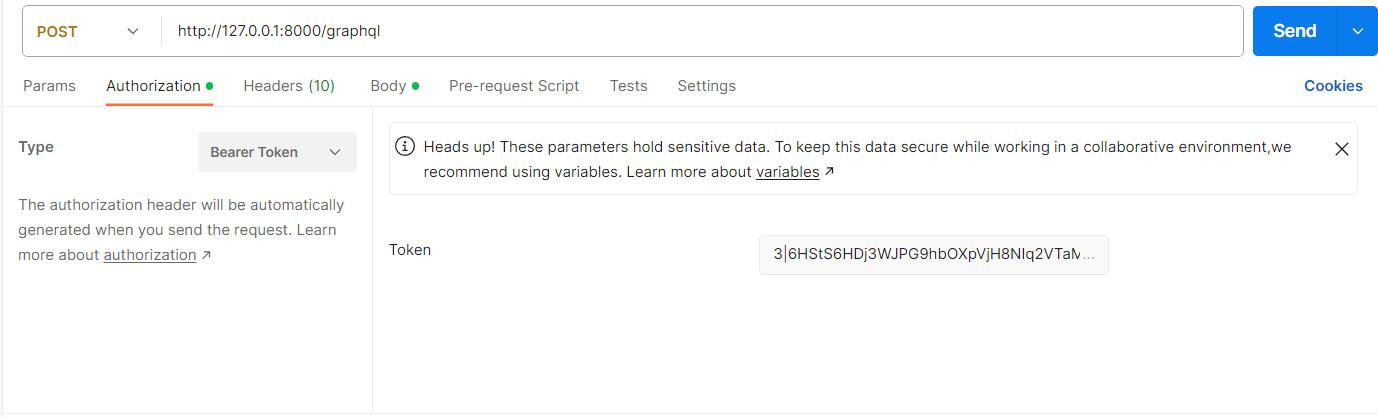 POST http://127.0.0.1:8000/graphql Send
Params Authorization Headers (10) Body Pre-request Script Tests Settings Cookies
Type Bearer Token
The authorization header will be automatically
generated when you send the request. Learn
more about authorization ↗
Heads up! These parameters hold sensitive data. To keep this data secure while working in a collaborative environment,we
recommend using variables. Learn more about variables ↗
Token 3|6HStS6HDj3WJPG9hbOXpVjH8NIq2VTaM...